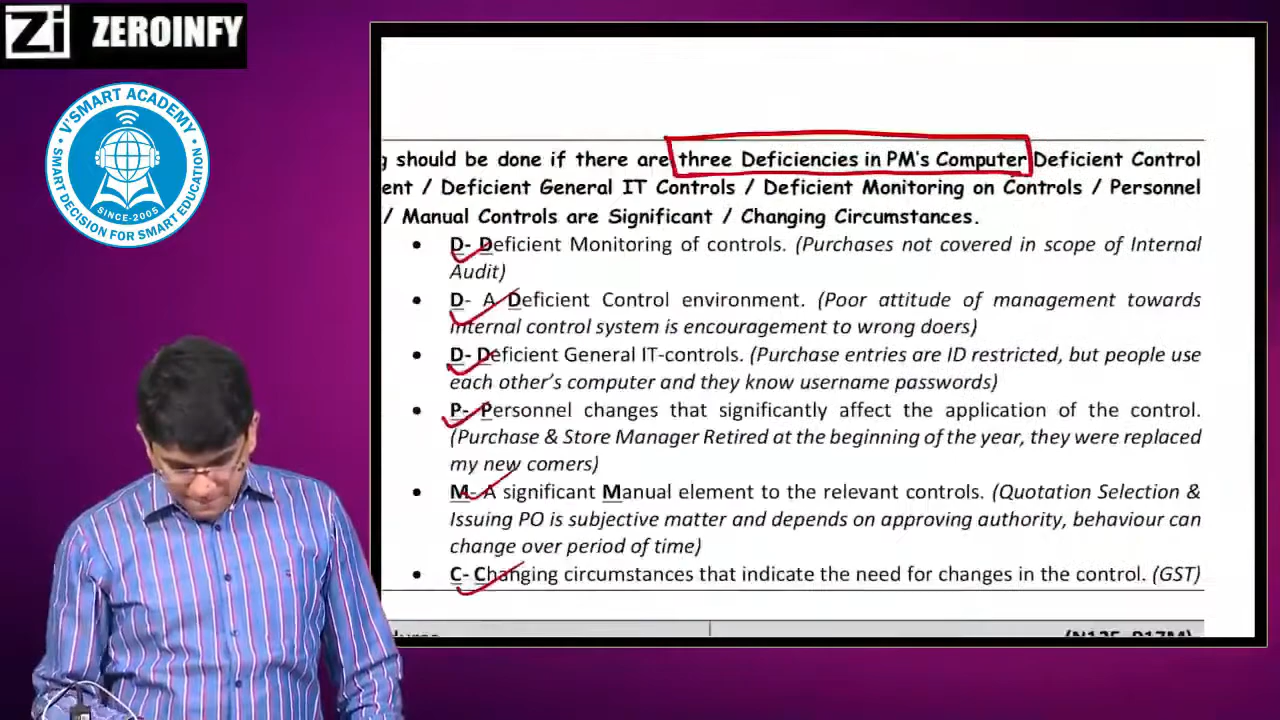 Zi ZEROINFY
V'SMART ACADEMY
SMART DECISION FOR SMART EDUCATION
SINCE-2005
g should be done if there are three Deficiencies in PM's Computer Deficient Control
ent / Deficient General IT Controls / Deficient Monitoring on Controls / Personnel
/ Manual Controls are Significant / Changing Circumstances.
• D- Deficient Monitoring of controls. (Purchases not covered in scope of Internal
Audit)
• D- A Deficient Control environment. (Poor attitude of management towards
internal control system is encouragement to wrong doers)
• D- Deficient General IT-controls. (Purchase entries are ID restricted, but people use
each other's computer and they know username passwords)
• P- Personnel changes that significantly affect the application of the control.
(Purchase & Store Manager Retired at the beginning of the year, they were replaced
my new comers)
• M- A significant Manual element to the relevant controls. (Quotation Selection &
Issuing PO is subjective matter and depends on approving authority, behaviour can
change over period of time)
• C- Changing circumstances that indicate the need for changes in the control. (GST)